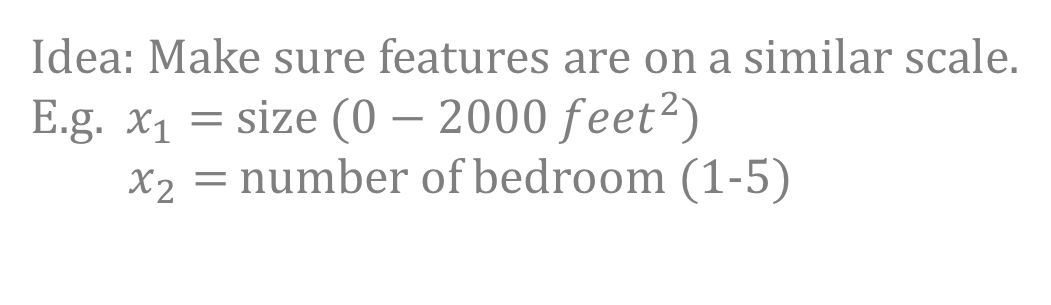 Idea: Make sure features are on a similar scale.
E.g. x₁ = size (0 − 2000 feet²)
x₂ = number of bedroom (1-5)